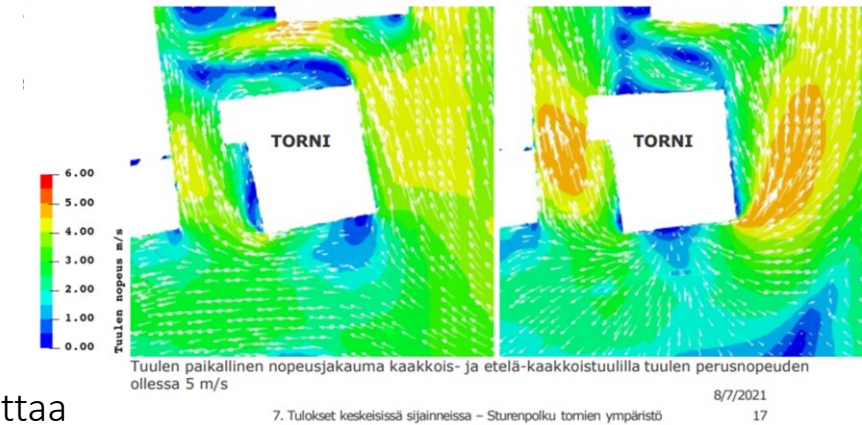 TORNI
TORNI
6.00
5.00
4.00
3.00
2.00
1.00
0.00
Tuulen nopeus m/s
Tuulen paikallinen nopeusjakauma kaakkois- ja etelä-kaakkoistuulilla tuulen perusnopeuden
ollessa 5 m/s
8/7/2021
ttaa
7. Tulokset keskeisissä sijainneissa – Sturenpolku tornien ympäristö
17